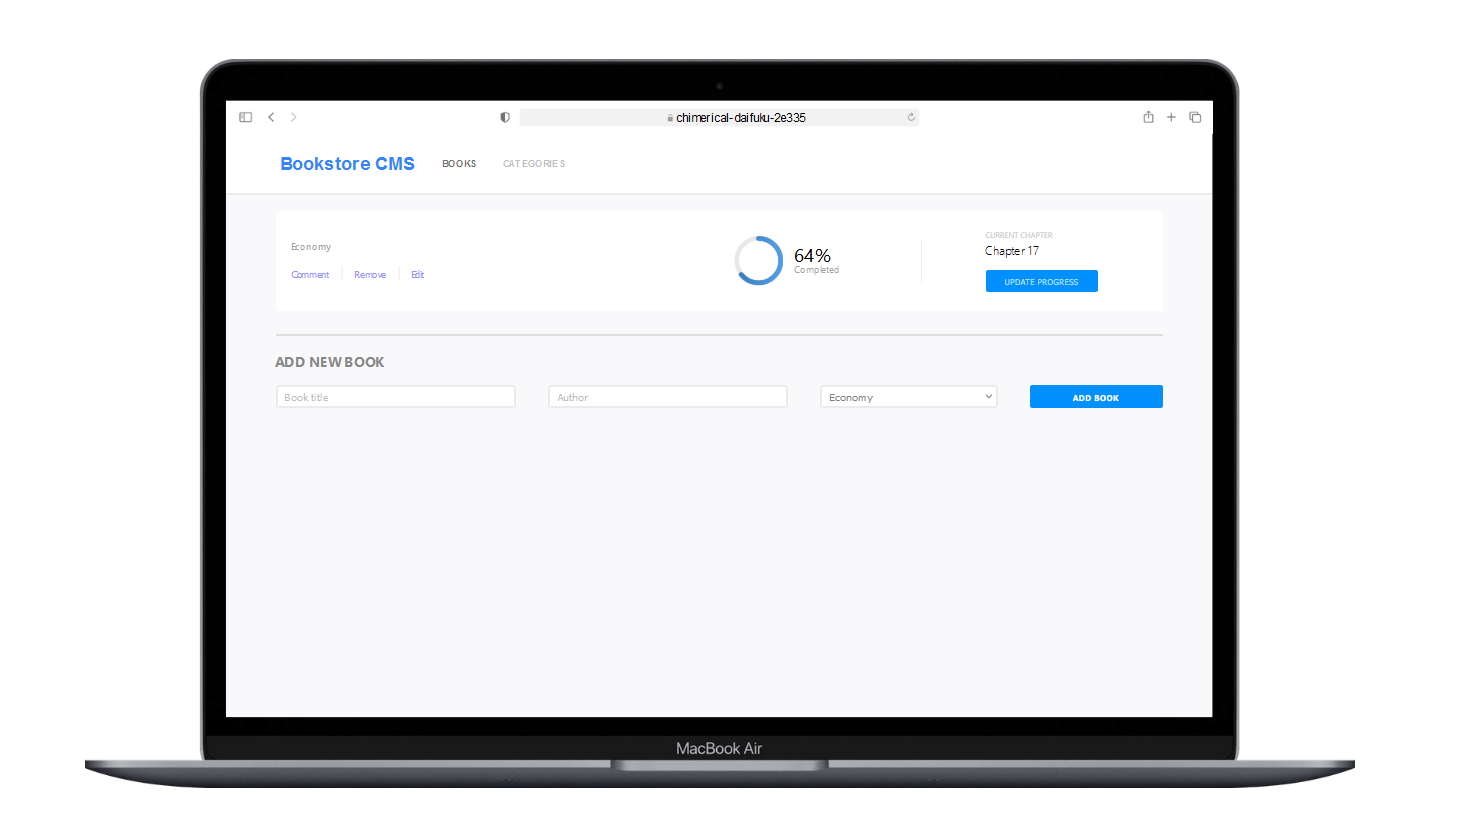 chimerical-daifuku-2e335
Bookstore CMS BOOKS CATEGORIES
Economy
Comment Remove Edit
64%
Completed
CURRENT CHAPTER
Chapter 17
UPDATE PROGRESS
ADD NEW BOOK
Book title Author Economy ADD BOOK
MacBook Air